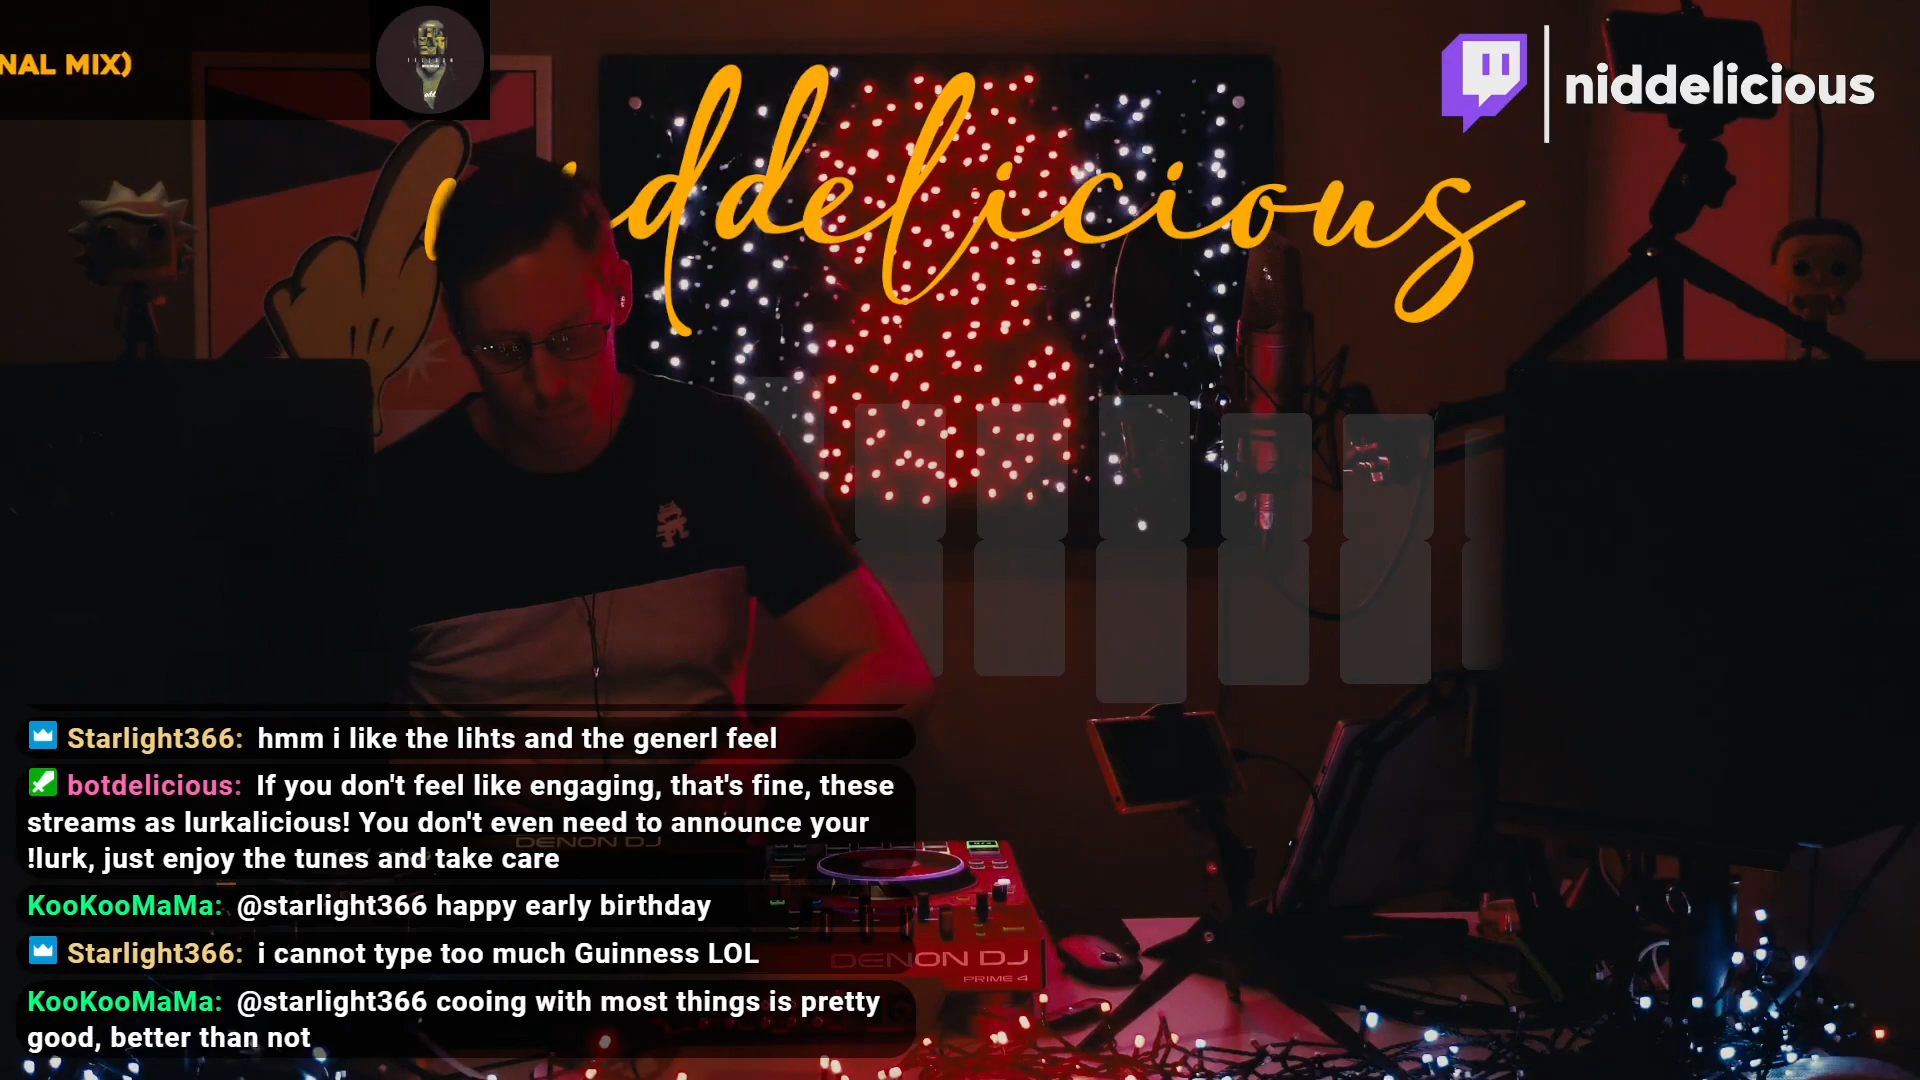 NAL MIX)
niddelicious
ddelicious
Starlight366: hmm i like the lihts and the generl feel
botdelicious: If you don't feel like engaging, that's fine, these
streams as lurkalicious! You don't even need to announce your
!lurk, just enjoy the tunes and take care
DENON DJ
KooKooMaMa: @starlight366 happy early birthday
Starlight366: i cannot type too much Guinness LOL
DENON DJ
PRIME 4
KooKooMaMa: @starlight366 cooing with most things is pretty
good, better than not